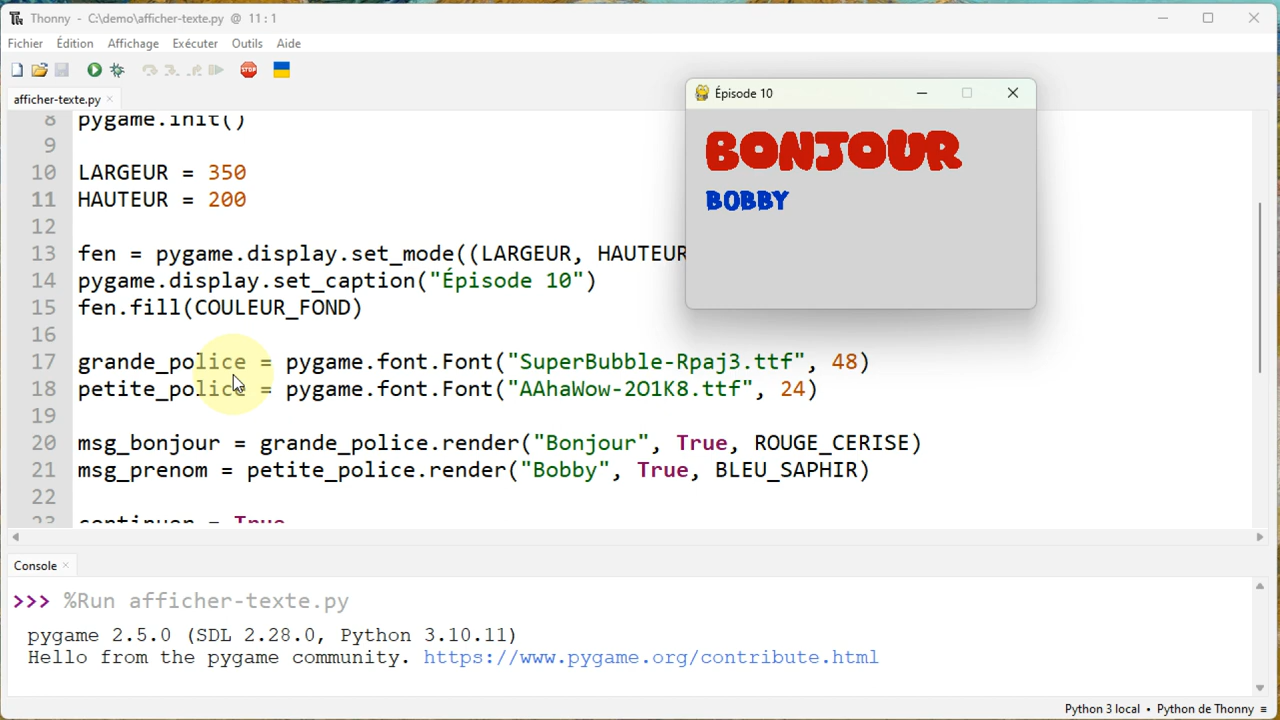 Thonny - C:\demo\afficher-texte.py @ 11 : 1
Fichier Édition Affichage Exécuter Outils Aide
STOP
afficher-texte.py ×
8 pygame.init()
9
10 LARGEUR = 350
11 HAUTEUR = 200
12
13 fen = pygame.display.set_mode((LARGEUR, HAUTEUR
14 pygame.display.set_caption("Épisode 10")
15 fen.fill(COULEUR_FOND)
16
17 grande_police = pygame.font.Font("SuperBubble-Rpaj3.ttf", 48)
18 petite_police = pygame.font.Font("AAhaWow-2O1K8.ttf", 24)
19
20 msg_bonjour = grande_police.render("Bonjour", True, ROUGE_CERISE)
21 msg_prenom = petite_police.render("Bobby", True, BLEU_SAPHIR)
22
23 continuer = True
Épisode 10
BONJOUR
BOBBY
Console ×
>>> %Run afficher-texte.py
pygame 2.5.0 (SDL 2.28.0, Python 3.10.11)
Hello from the pygame community. https://www.pygame.org/contribute.html
Python 3 local • Python de Thonny ≡